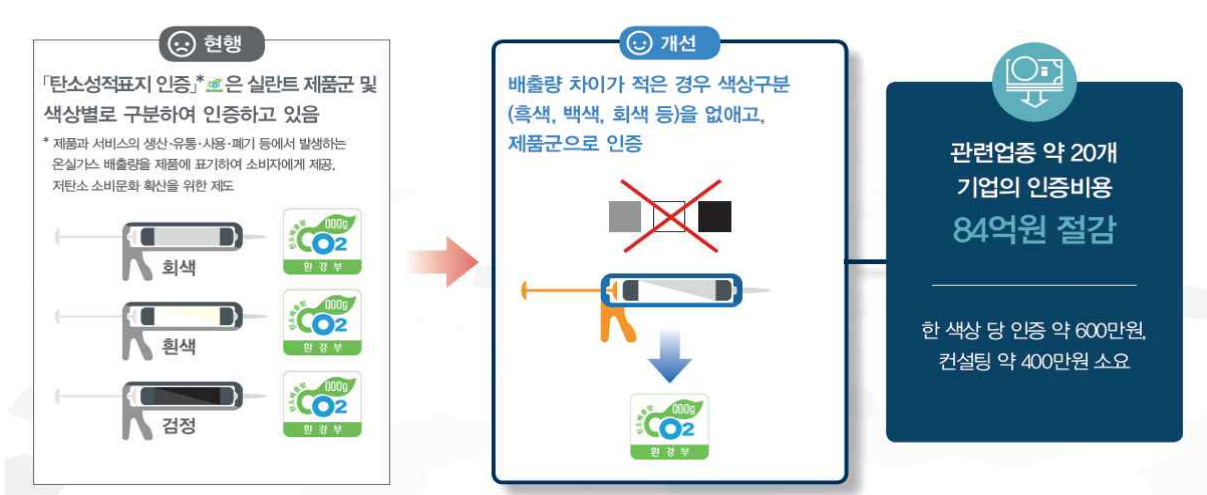 현행
「탄소성적표지 인증」* 은 실란트 제품군 및
색상별로 구분하여 인증하고 있음
* 제품과 서비스의 생산·유통·사용·폐기 등에서 발생하는
온실가스 배출량을 제품에 표기하여 소비자에게 제공,
저탄소 소비문화 확산을 위한 제도
회색
000g
CO2
환경부
흰색
000g
CO2
환경부
검정
000g
CO2
환경부
개선
배출량 차이가 적은 경우 색상구분
(흑색, 백색, 회색 등)을 없애고,
제품군으로 인증
000g
CO2
환경부
관련업종 약 20개
기업의 인증비용
84억원 절감
한 색상 당 인증 약 600만원,
컨설팅 약 400만원 소요